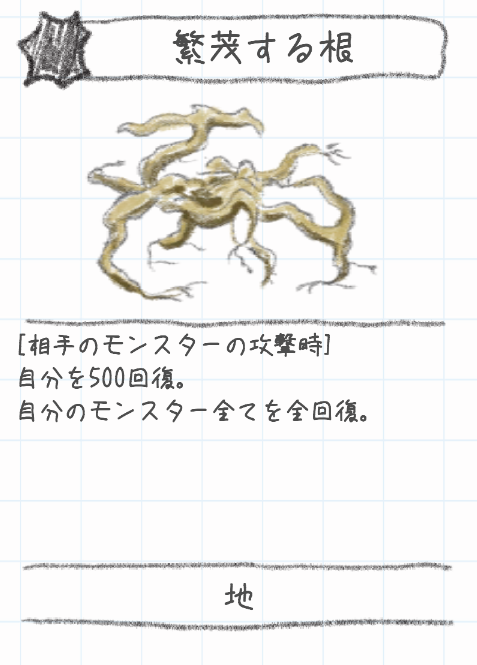 繁茂する根
[相手のモンスターの攻撃時]
自分を500回復。
自分のモンスター全てを全回復。
地